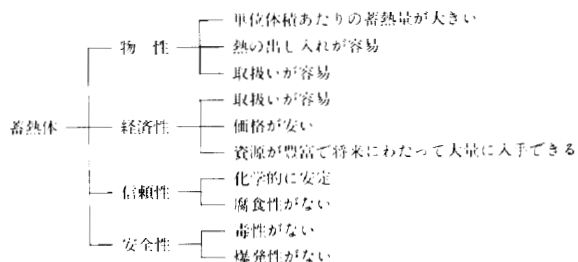 単位体積あたりの蓄熱量が大きい
物 性
熱の出し入れが容易
取扱いが容易
取扱いが容易
蓄熱体
経済性
価格が安い
資源が豊富で将来にわたって大量に入手できる
化学的に安定
信頼性
腐食性がない
毒性がない
安全性
爆発性がない